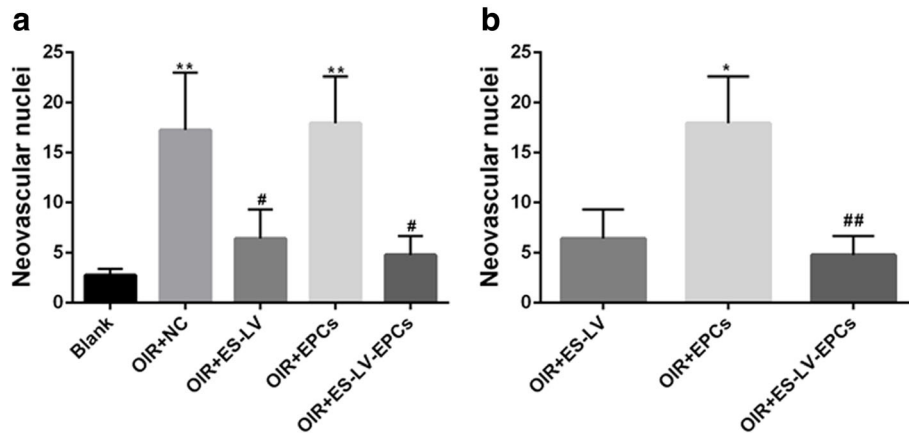 a
Neovascular nuclei
25
20
15
10
5
0
**
**
#
#
Blank
OIR+NC
OIR+ES-LV
OIR+EPCs
OIR+ES-LV-EPCs
b
Neovascular nuclei
25
20
15
10
5
0
*
##
OIR+ES-LV
OIR+EPCs
OIR+ES-LV-EPCs